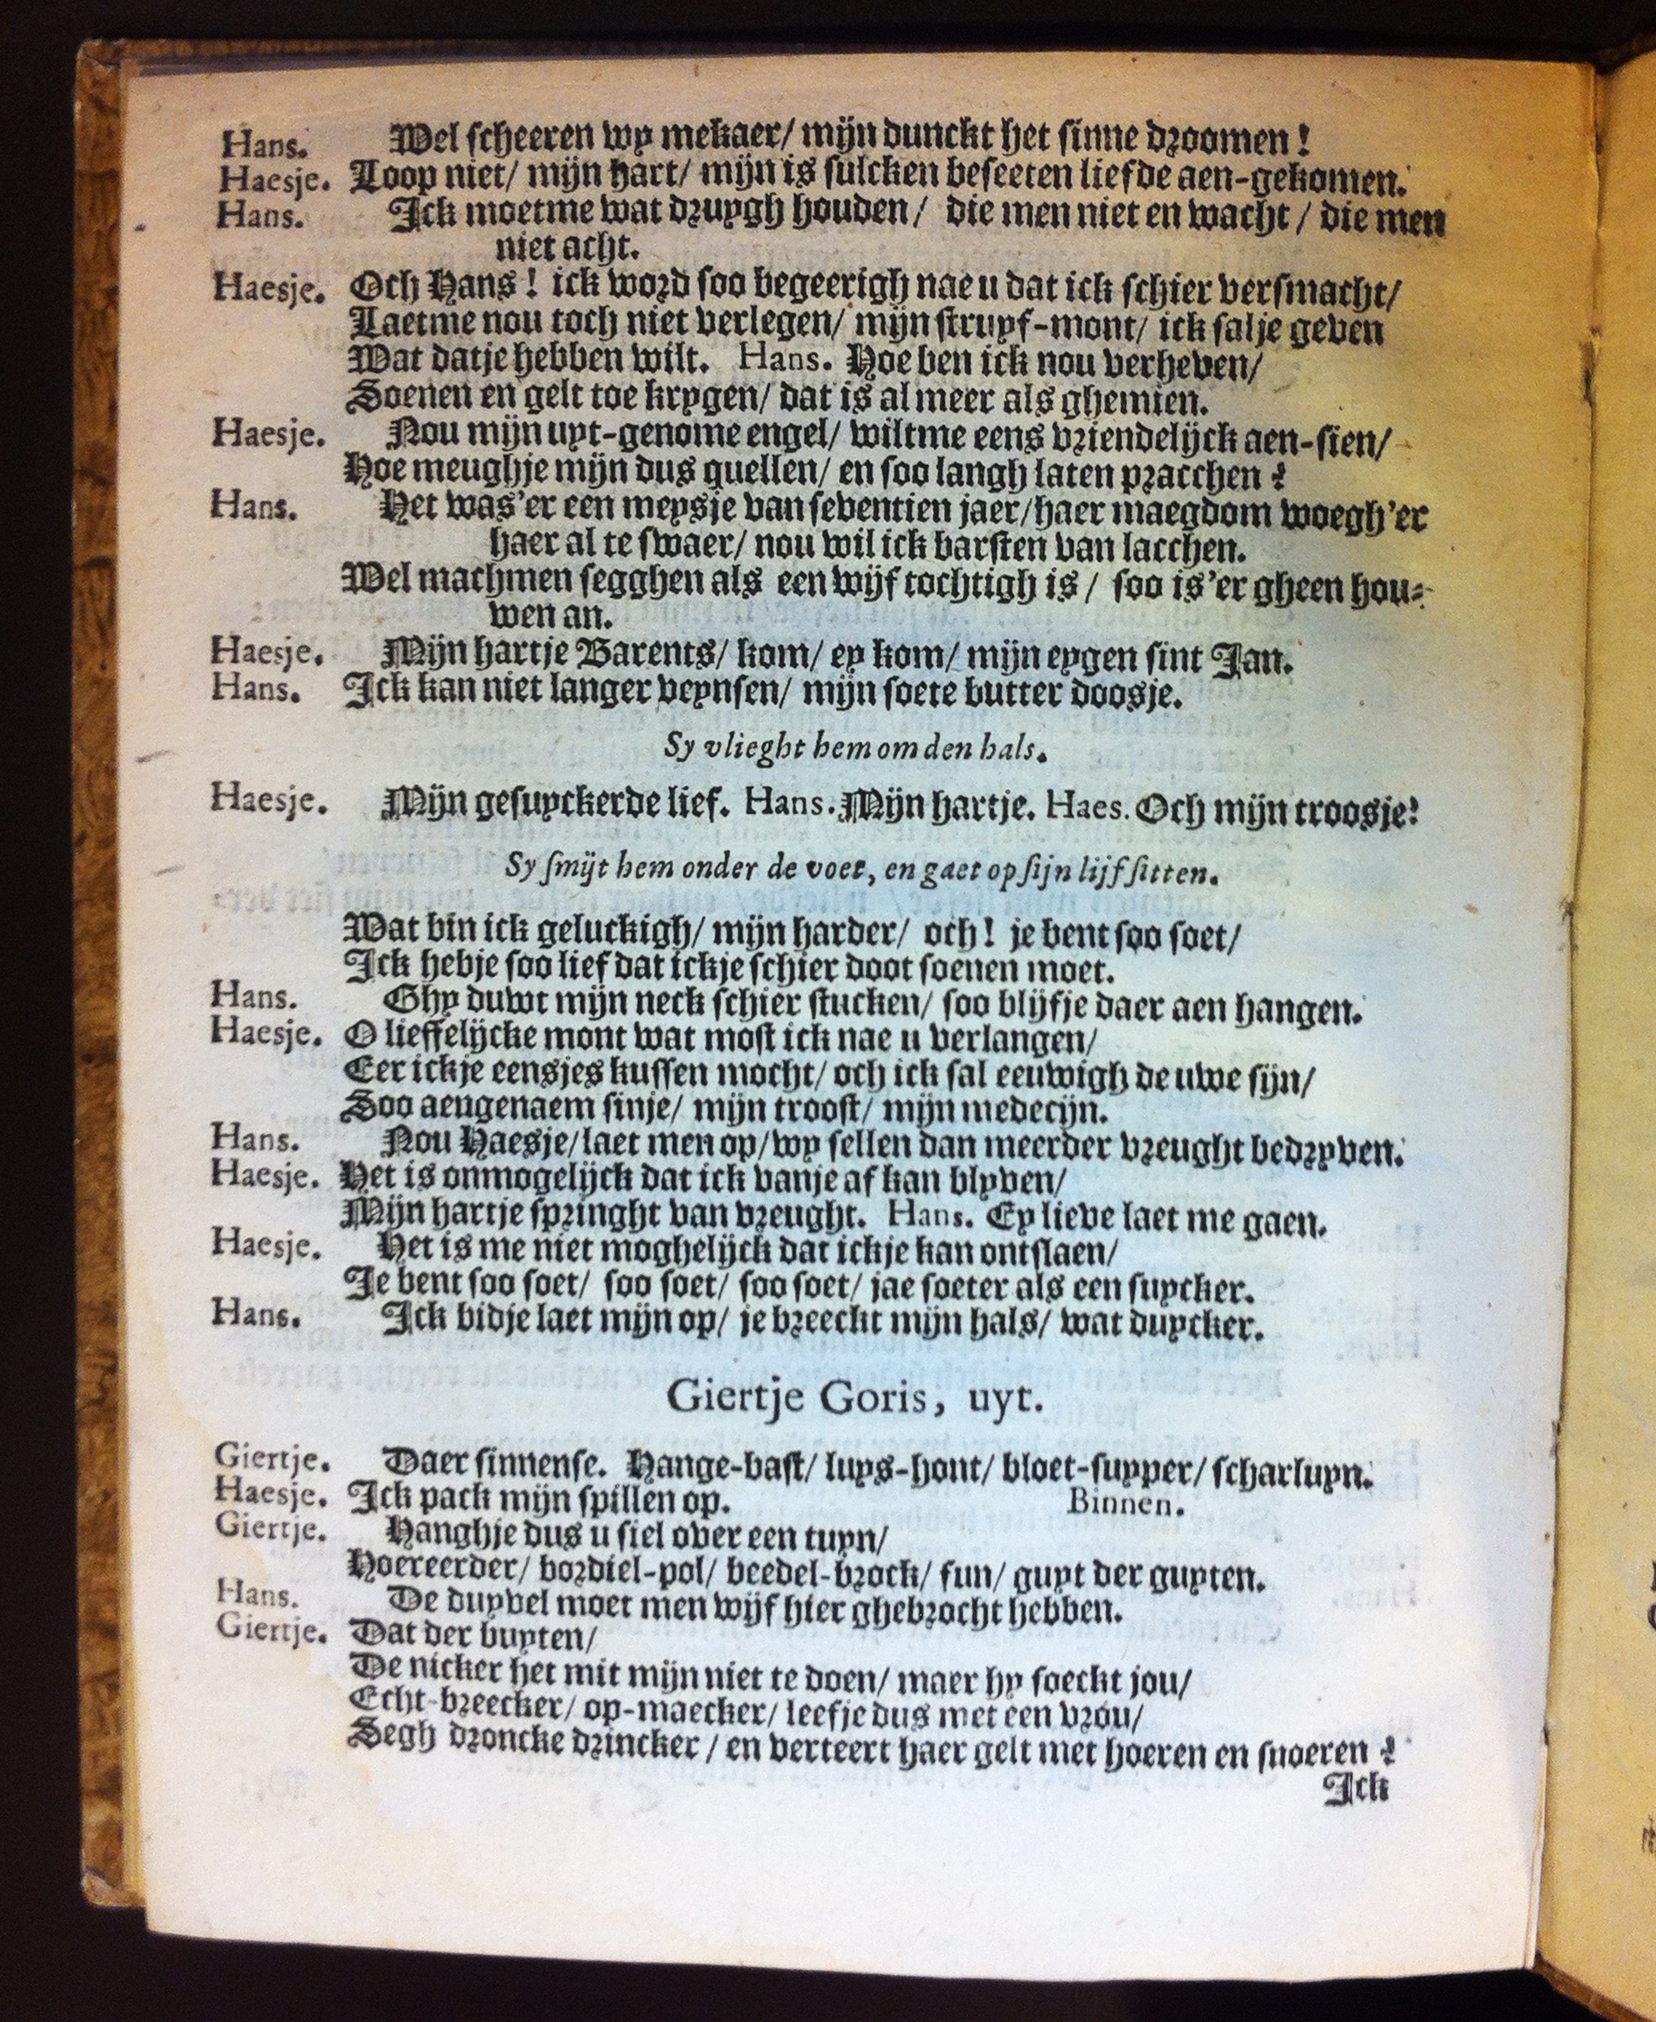 Hans. Wel scheeren wy mekaer/ mijn dunckt het sinne droomen!
Haesje. Loop niet/ mijn hart/ mijn is sulcken beseeten liefde aen-gekomen.
Hans. Ick moetme wat druygh houden/ die men niet en wacht/ die men
niet acht.
Haesje. Och Hans! ick word soo begeerigh nae u dat ick schier versmacht/
Laetme nou toch niet verlegen/ mijn struyf-mont/ ick salje geven
Wat datje hebben wilt. Hans. Hoe ben ick nou verheven/
Soenen en gelt toe krygen/ dat is al meer als ghemien.
Haesje. Nou mijn uyt-genome engel/ wiltme eens vriendelijck aen-sien/
Hoe meughje mijn dus quellen/ en soo langh laten pracchen?
Hans. Het was'er een meysje van seventien jaer/ haer maegdom woegh'er
haer al te swaer/ nou wil ick barsten van lacchen.
Wel machmen segghen als een wijf tochtigh is/ soo is'er gheen hou-
wen an.
Haesje. Mijn hartje Barents/ kom/ ey kom/ mijn eygen sint Jan.
Hans. Ick kan niet langer veynsen/ mijn soete butter doosje.
Sy vlieght hem om den hals.
Haesje. Mijn gesuyckerde lief. Hans. Mijn hartje. Haes. Och mijn troosje!
Sy smijt hem onder de voet, en gaet op sijn lijf sitten.
Wat bin ick geluckigh/ mijn harder/ och! je bent soo soet/
Ick hebje soo lief dat ickje schier doot soenen moet.
Hans. Ghy duwt mijn neck schier stucken/ soo blijfje daer aen hangen.
Haesje. O lieffelijcke mont wat most ick nae u verlangen/
Eer ickje eensjes kussen mocht/ och ick sal eeuwigh de uwe sijn/
Soo aengenaem sinje/ mijn troost/ mijn medecijn.
Hans. Nou Haesje/ laet men op/ wy sellen dan meerder vreught bedryven.
Haesje. Het is onmogelijck dat ick vanje af kan blyven/
Mijn hartje springht van vreught. Hans. Ey lieve laet me gaen.
Haesje. Het is me niet moghelijck dat ickje kan ontslaen/
Je bent soo soet/ soo soet/ soo soet/ jae soeter als een suycker.
Hans. Ick bidje laet mijn op/ je breeckt mijn hals/ wat duycker.
Giertje Goris, uyt.
Giertje. Daer sinnense. Hange-bast/ luys-hont/ bloet-suyper/ scharluyn.
Haesje. Ick pack mijn spillen op. Binnen.
Giertje. Hanghje dus u siel over een tuyn/
Hoereerder/ bordiel-pol/ beedel-brock/ fun/ guyt der guyten.
Hans. De duyvel moet men wijf hier ghebrocht hebben.
Giertje. Dat der buyten/
De nicker het mit mijn niet te doen/ maer hy soeckt jou/
Echt-breecker/ op-maecker/ leefje dus met een vrou/
Segh droncke drincker/ en verteert haer gelt met hoeren en snoeren?
Ick